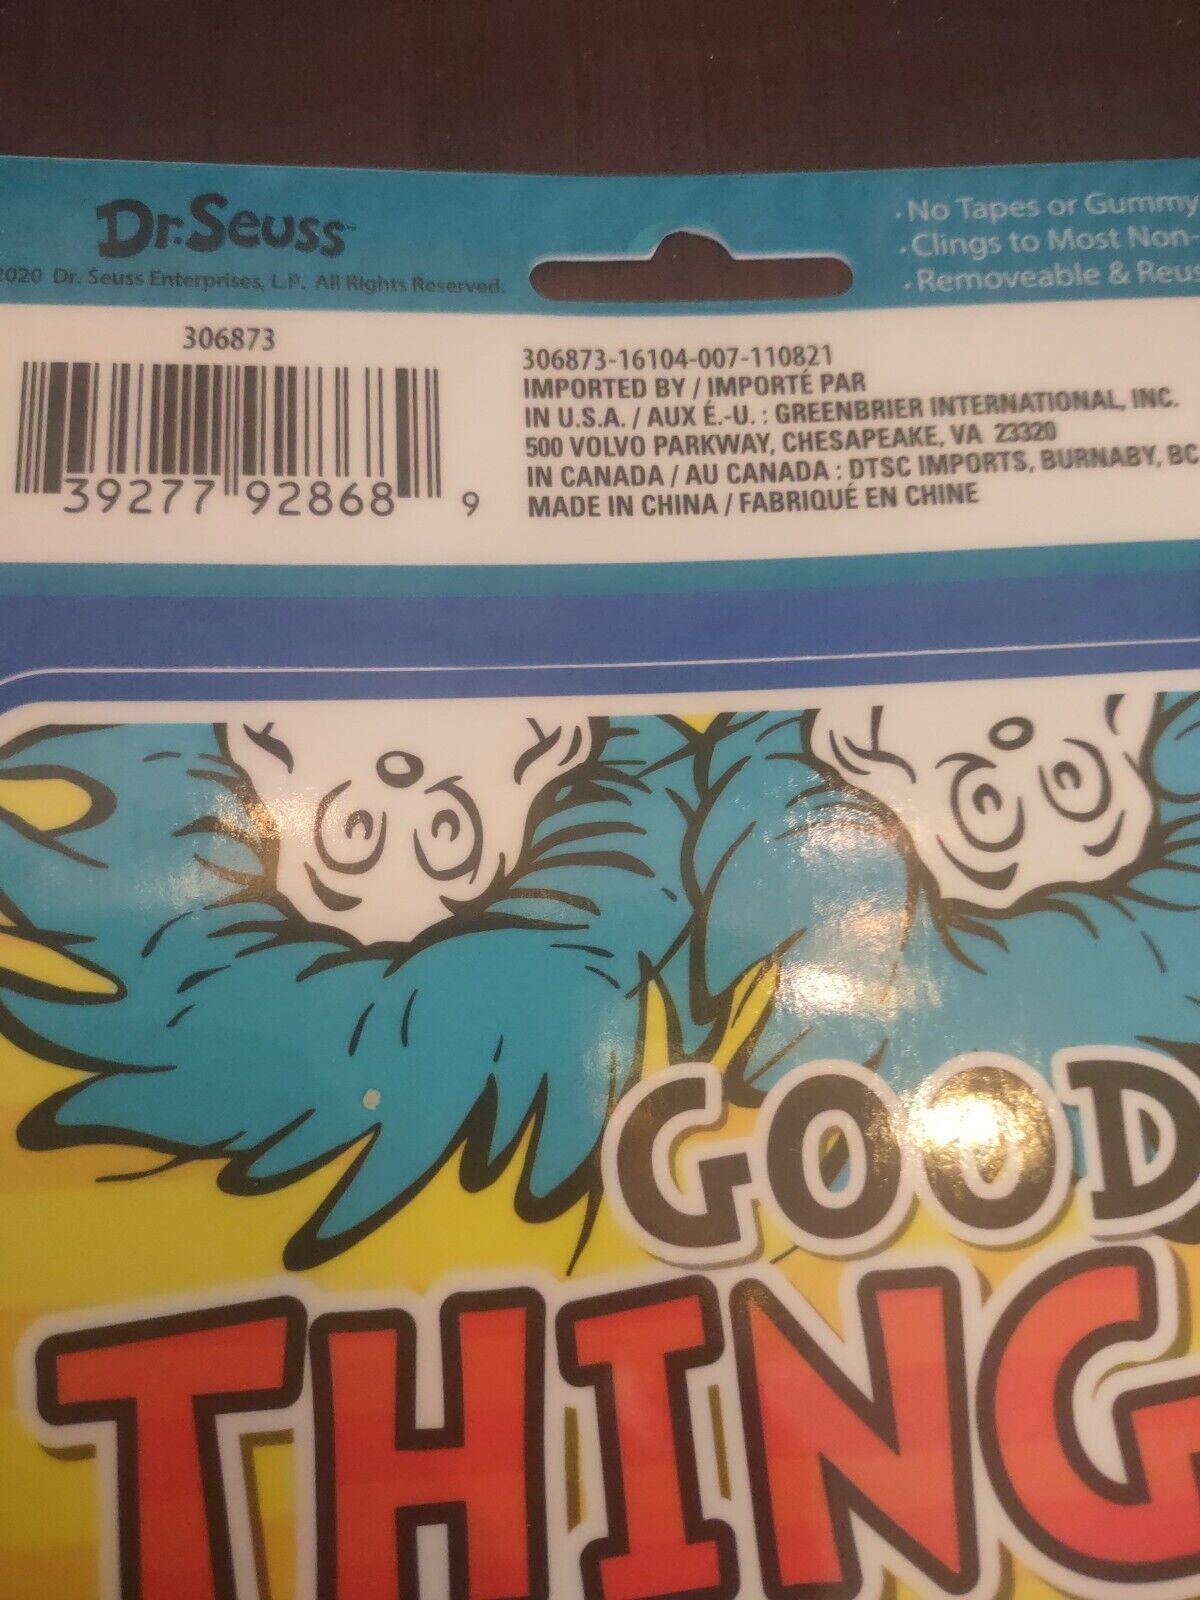 Dr. Seuss™
2020 Dr. Seuss Enterprises, L.P. All Rights Reserved.
• No Tapes or Gummy
• Clings to Most Non-
• Removeable & Reus
306873
39277 92868 9
306873-16104-007-110821
IMPORTED BY / IMPORTÉ PAR
IN U.S.A. / AUX É.-U. : GREENBRIER INTERNATIONAL, INC.
500 VOLVO PARKWAY, CHESAPEAKE, VA 23320
IN CANADA / AU CANADA : DTSC IMPORTS, BURNABY, BC
MADE IN CHINA / FABRIQUÉ EN CHINE
GOOD
THING